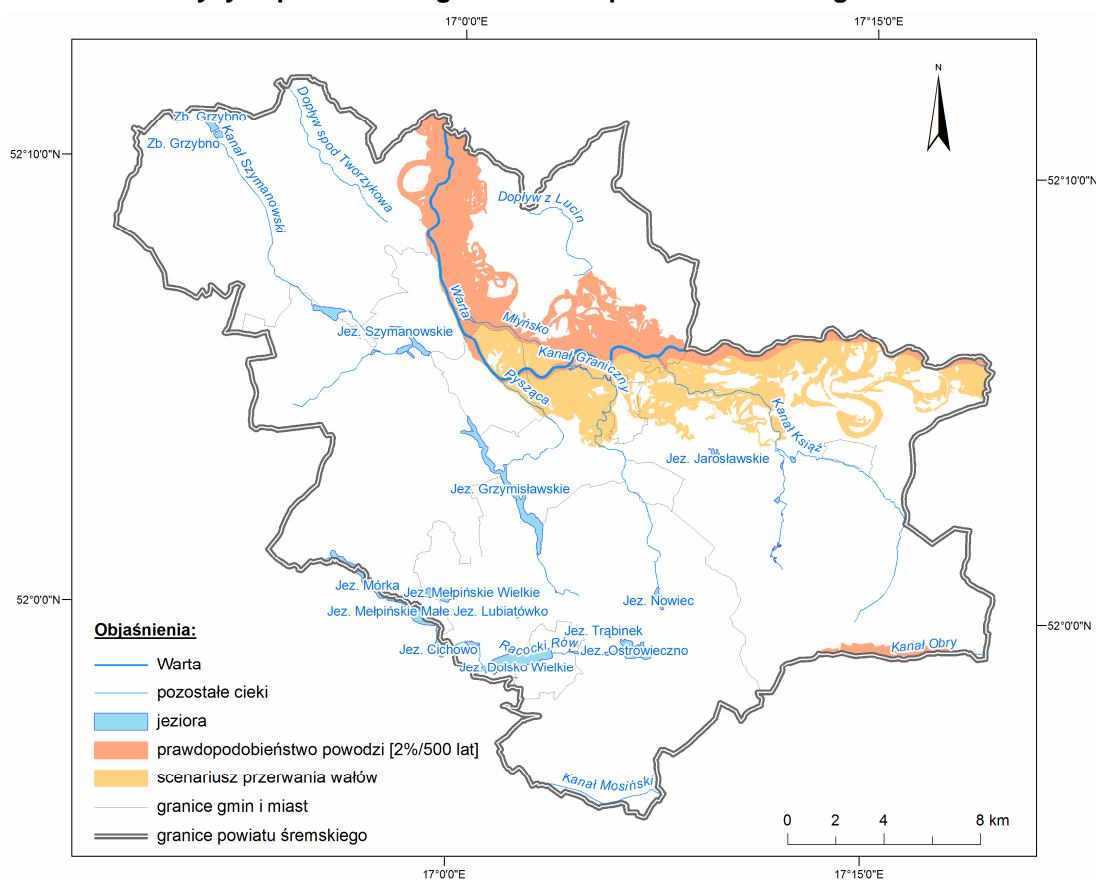 17°0'0"E
17°15'0"E
N
52°10'0"N
52°10'0"N
Zb. Grzybno
Zb. Grzybno
Kanał Szymanowski
Dopływ spod Tworzykowa
Dopływ z Lucin
Warta
Młyńsko
Kanał Graniczny
Jez. Szymanowskie
Pysząca
Kanał Książ
Jez. Jarosławskie
Jez. Grzymisławskie
Jez. Mórka
Jez. Mełpińskie Wielkie
Jez. Mełpińskie Małe
Jez. Lubiatówko
Jez. Nowiec
Jez. Trąbinek
Racocki Rów
Jez. Cichowo
Jez. Ostrowieczno
Jez. Dolsko Wielkie
Kanał Obry
Kanał Mosiński
52°0'0"N
52°0'0"N
Objaśnienia:
Warta
pozostałe cieki
jeziora
prawdopodobieństwo powodzi [2%/500 lat]
scenariusz przerwania wałów
granice gmin i miast
granice powiatu śremskiego
0 2 4 8 km
17°0'0"E
17°15'0"E